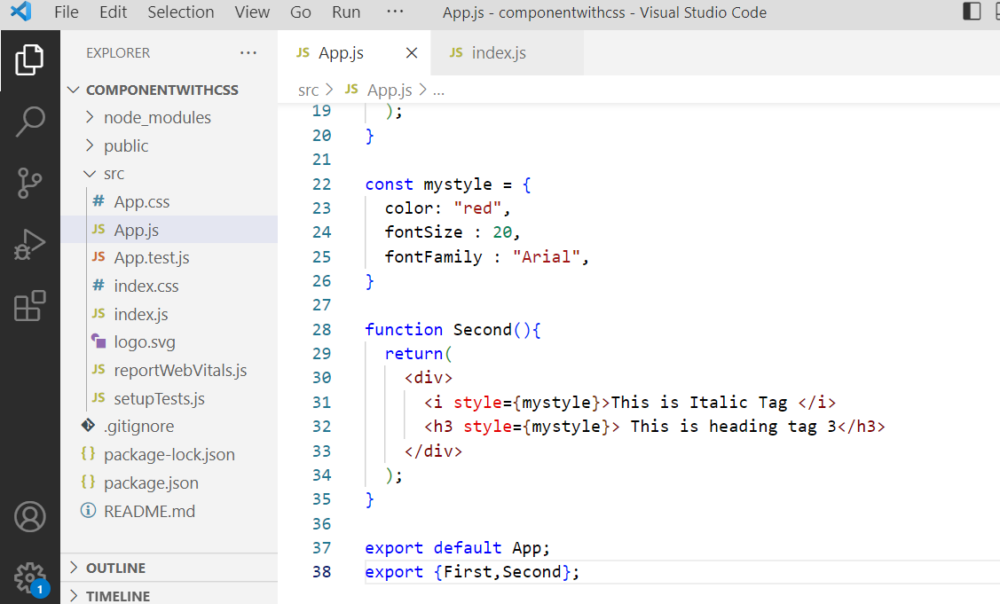 File Edit Selection View Go Run ··· App.js - componentwithcss - Visual Studio Code
EXPLORER ···
COMPONENTWITHCSS
node_modules
public
src
# App.css
JS App.js
JS App.test.js
# index.css
JS index.js
logo.svg
JS reportWebVitals.js
JS setupTests.js
.gitignore
{} package-lock.json
{} package.json
README.md
OUTLINE
TIMELINE
1
JS App.js JS index.js
src > JS App.js > ...
19 );
20 }
21
22 const mystyle = {
23 color: "red",
24 fontSize : 20,
25 fontFamily : "Arial",
26 }
27
28 function Second(){
29 return(
30 <div>
31 <i style={mystyle}>This is Italic Tag </i>
32 <h3 style={mystyle}> This is heading tag 3</h3>
33 </div>
34 );
35 }
36
37 export default App;
38 export {First,Second};